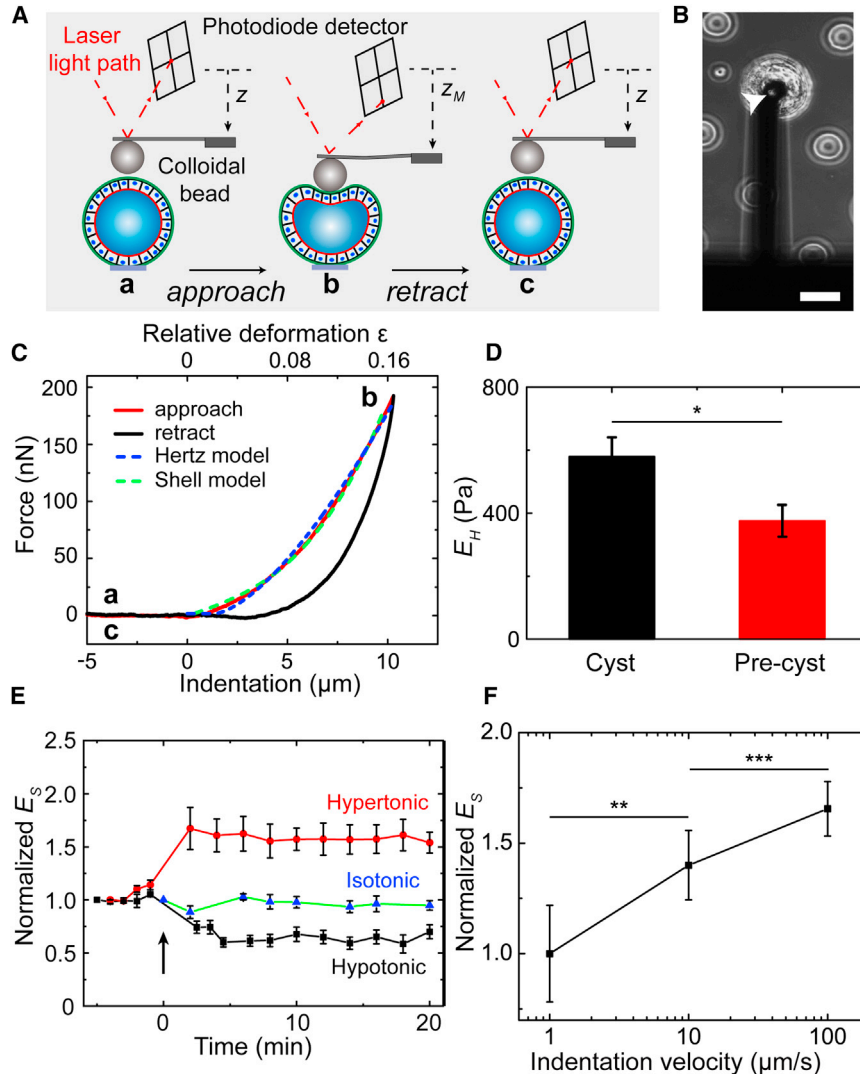 A
Laser
light path
Photodiode detector
z
z_M
z
Colloidal
bead
a
approach
b
retract
c
B
C
Relative deformation ε
0
0.08
0.16
200
150
100
50
0
Force (nN)
approach
retract
Hertz model
Shell model
b
a
c
-5
0
5
10
Indentation (µm)
D
800
400
0
E_H (Pa)
*
Cyst
Pre-cyst
E
2.5
2.0
1.5
1.0
0.5
0
Normalized E_S
Hypertonic
Isotonic
Hypotonic
0
10
20
Time (min)
F
2.0
1.5
1.0
Normalized E_S
**
***
1
10
100
Indentation velocity (µm/s)